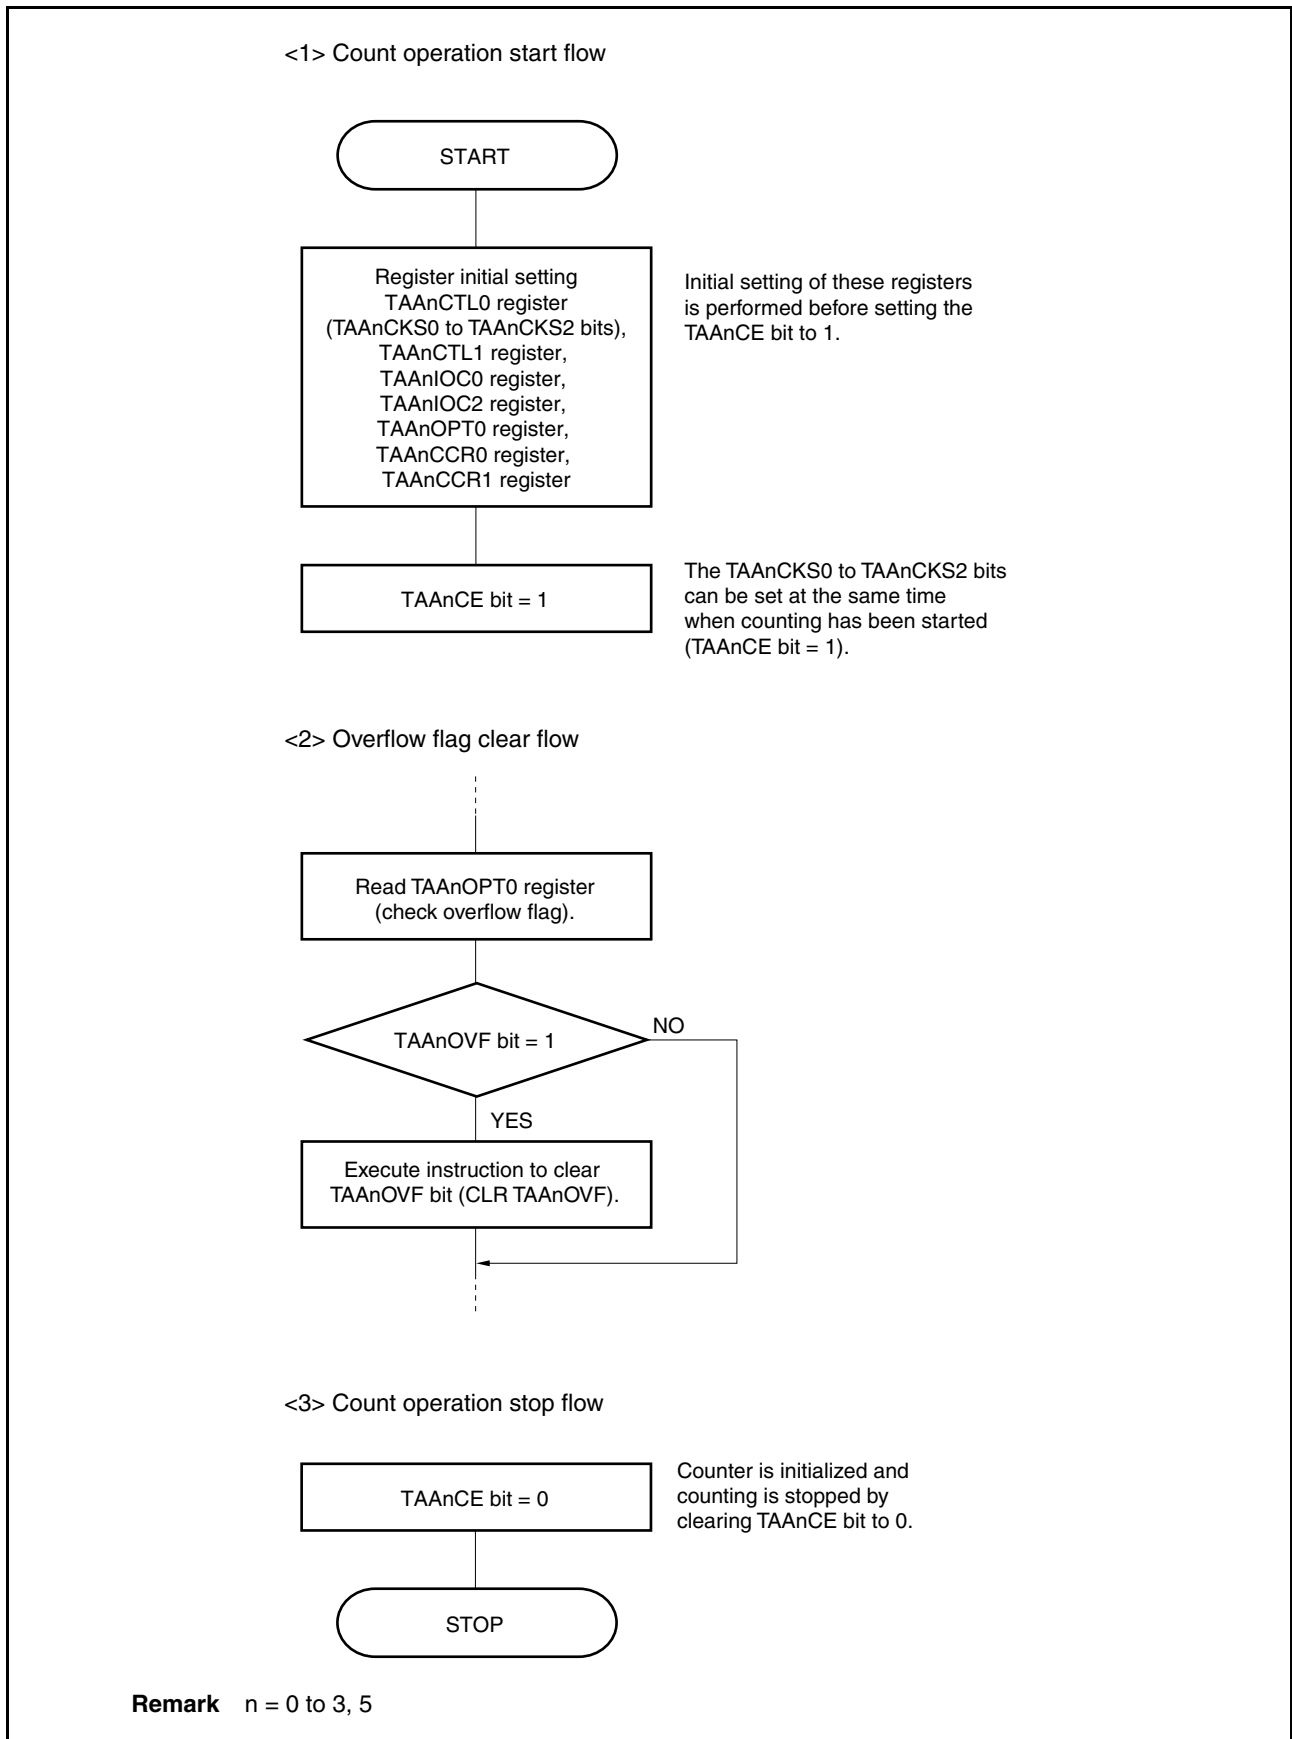 <1> Count operation start flow
START
Register initial setting
TAAnCTL0 register
(TAAnCKS0 to TAAnCKS2 bits),
TAAnCTL1 register,
TAAnIOC0 register,
TAAnIOC2 register,
TAAnOPT0 register,
TAAnCCR0 register,
TAAnCCR1 register
Initial setting of these registers
is performed before setting the
TAAnCE bit to 1.
TAAnCE bit = 1
The TAAnCKS0 to TAAnCKS2 bits
can be set at the same time
when counting has been started
(TAAnCE bit = 1).
<2> Overflow flag clear flow
Read TAAnOPT0 register
(check overflow flag).
TAAnOVF bit = 1
NO
YES
Execute instruction to clear
TAAnOVF bit (CLR TAAnOVF).
<3> Count operation stop flow
TAAnCE bit = 0
Counter is initialized and
counting is stopped by
clearing TAAnCE bit to 0.
STOP
Remark n = 0 to 3, 5